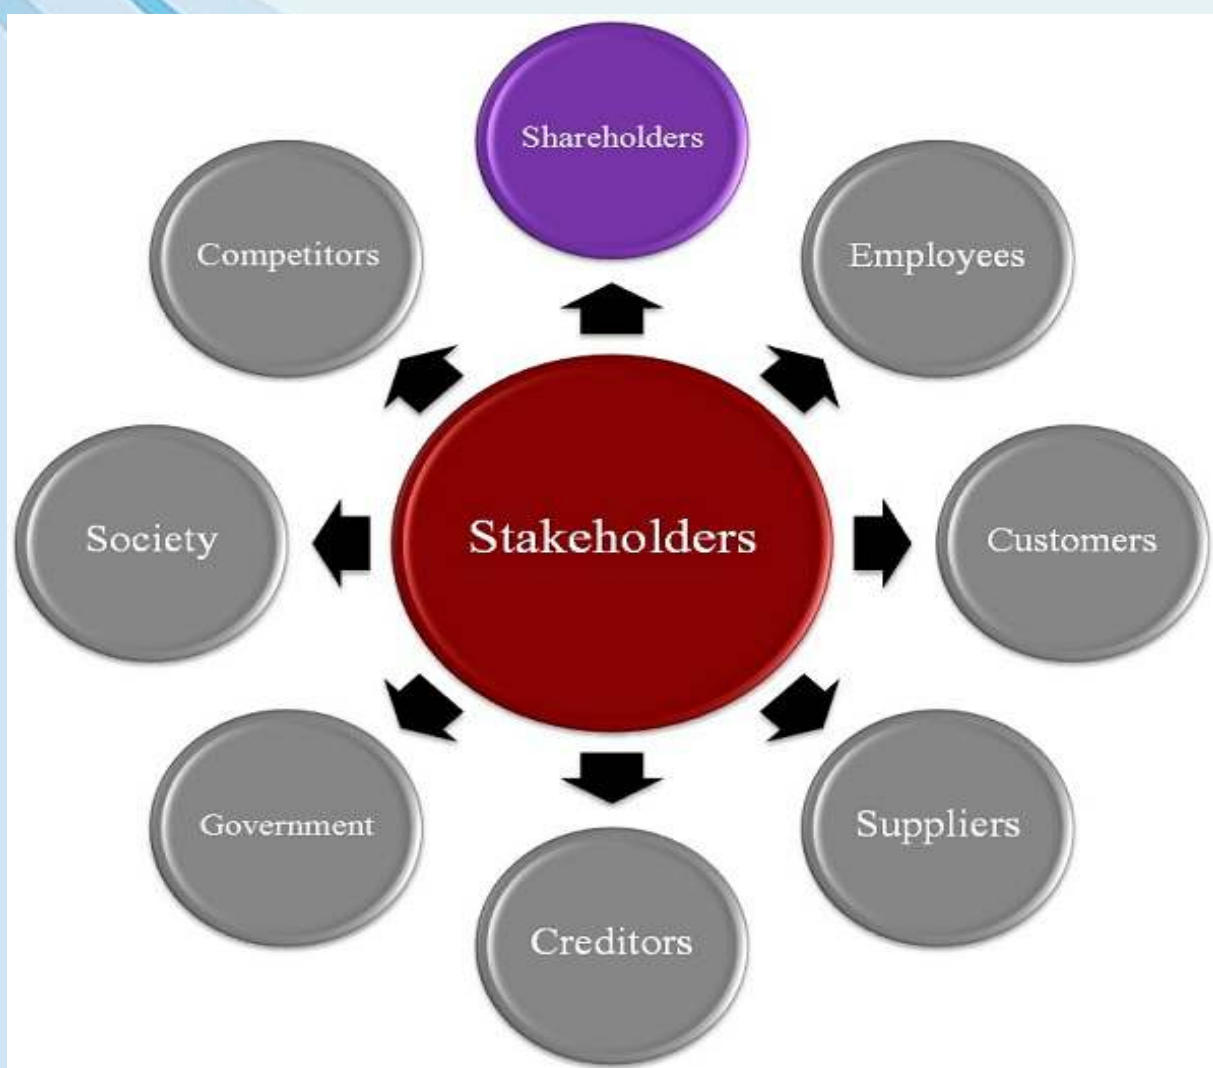 Shareholders
Competitors
Employees
Society
Stakeholders
Customers
Government
Suppliers
Creditors